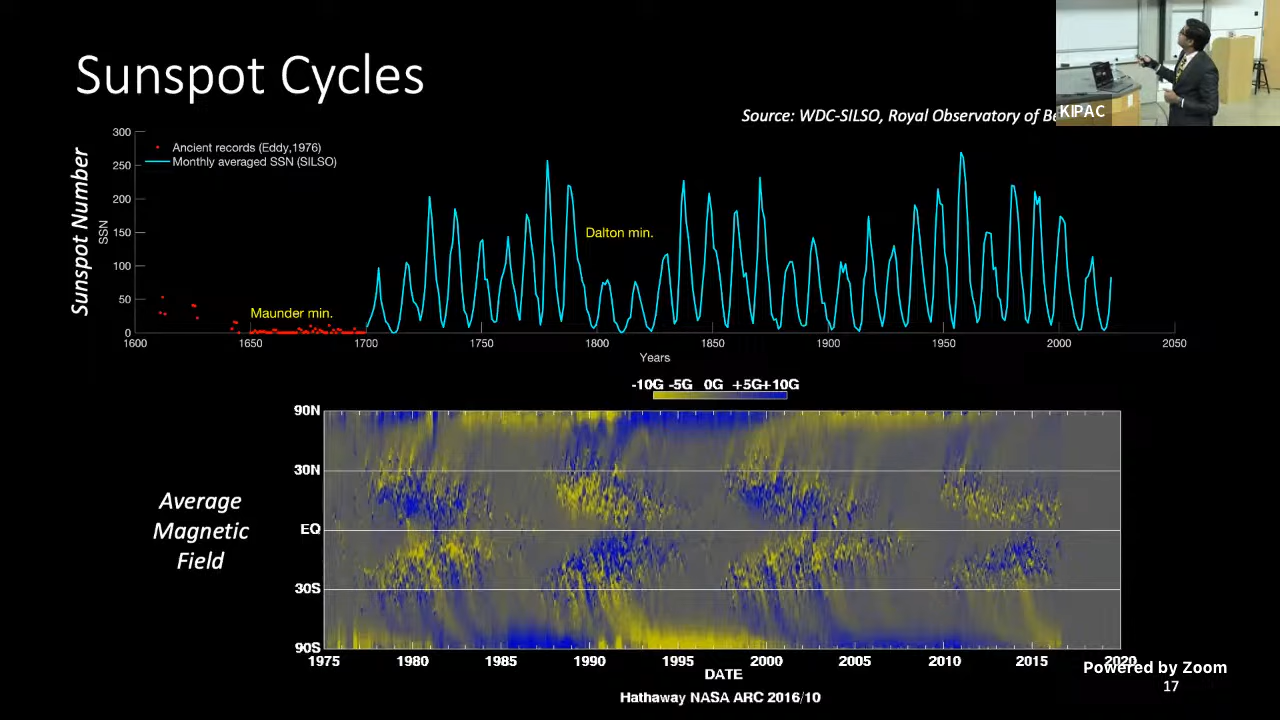 Sunspot Cycles
Source: WDC-SILSO, Royal Observatory of
KIPAC
Sunspot Number
SSN
300
250
200
150
100
50
0
Ancient records (Eddy,1976)
Monthly averaged SSN (SILSO)
Dalton min.
Maunder min.
1600 1650 1700 1750 1800 1850 1900 1950 2000 2050
Years
-10G -5G 0G +5G+10G
Average
Magnetic
Field
90N
30N
EQ
30S
90S
1975 1980 1985 1990 1995 2000 2005 2010 2015 2020
DATE
Hathaway NASA ARC 2016/10
Powered by Zoom
17